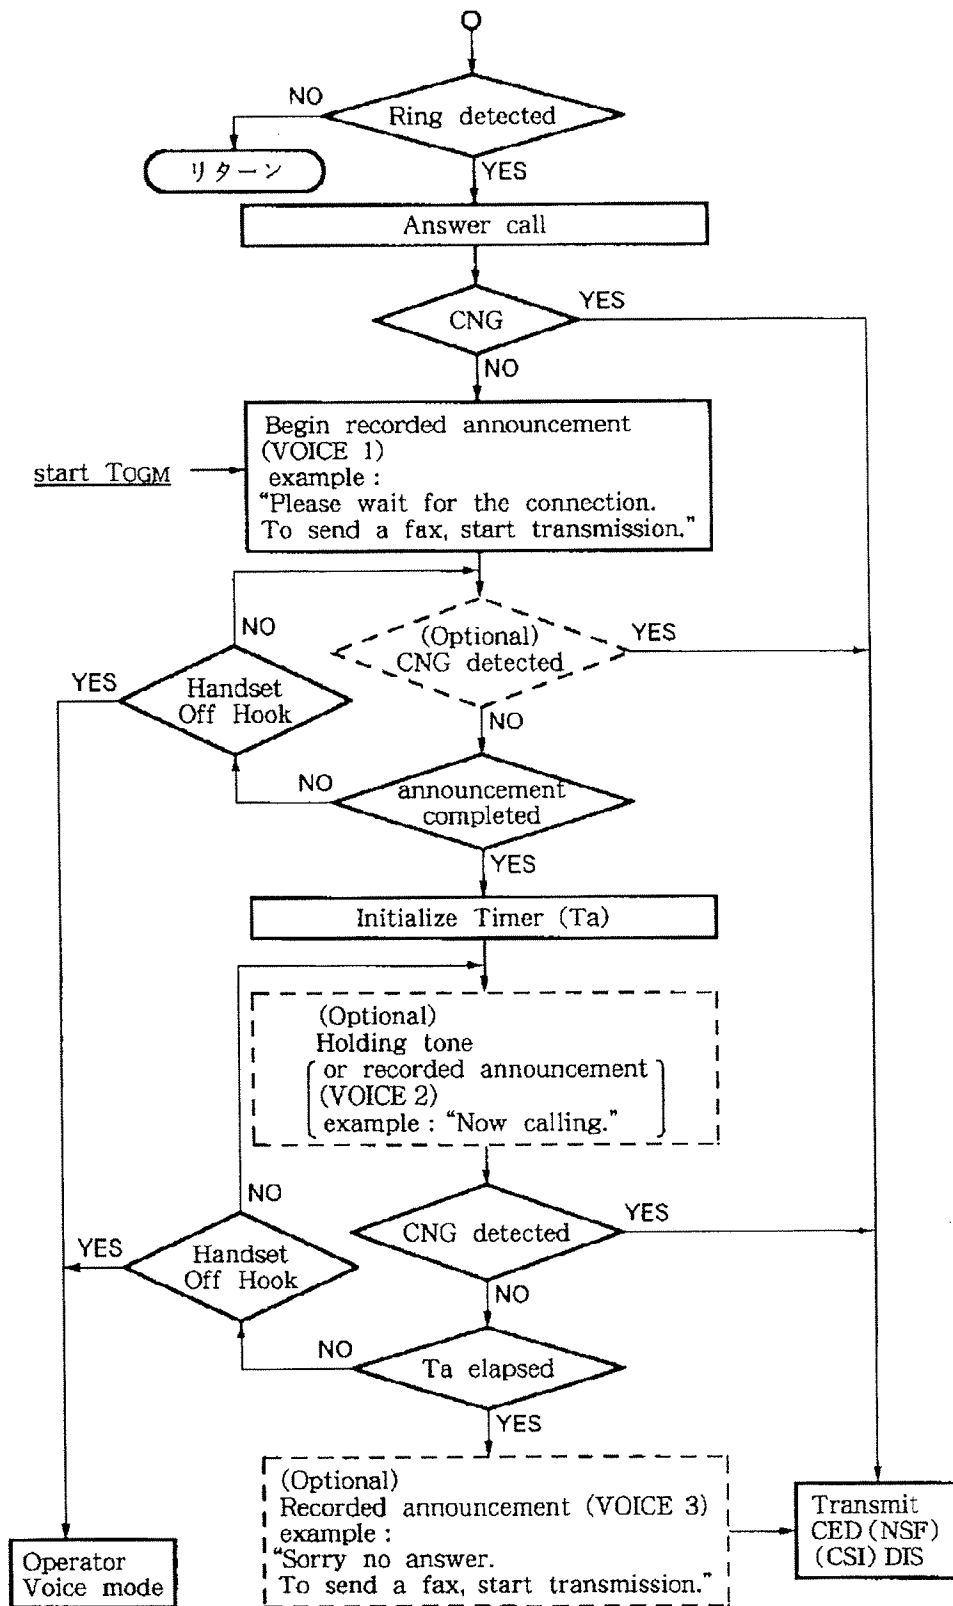 NO
Ring detected
リターン
YES
Answer call
YES
CNG
NO
Begin recorded announcement
(VOICE 1)
example :
start TOGM
“Please wait for the connection.
To send a fax, start transmission.”
NO
(Optional)
CNG detected
YES
YES
Handset
Off Hook
NO
NO
announcement
completed
YES
Initialize Timer (Ta)
(Optional)
Holding tone
or recorded announcement
(VOICE 2)
example : “Now calling.”
NO
CNG detected
YES
YES
Handset
Off Hook
NO
NO
Ta elapsed
YES
(Optional)
Recorded announcement (VOICE 3)
example :
“Sorry no answer.
To send a fax, start transmission.”
Transmit
CED (NSF)
(CSI) DIS
Operator
Voice mode